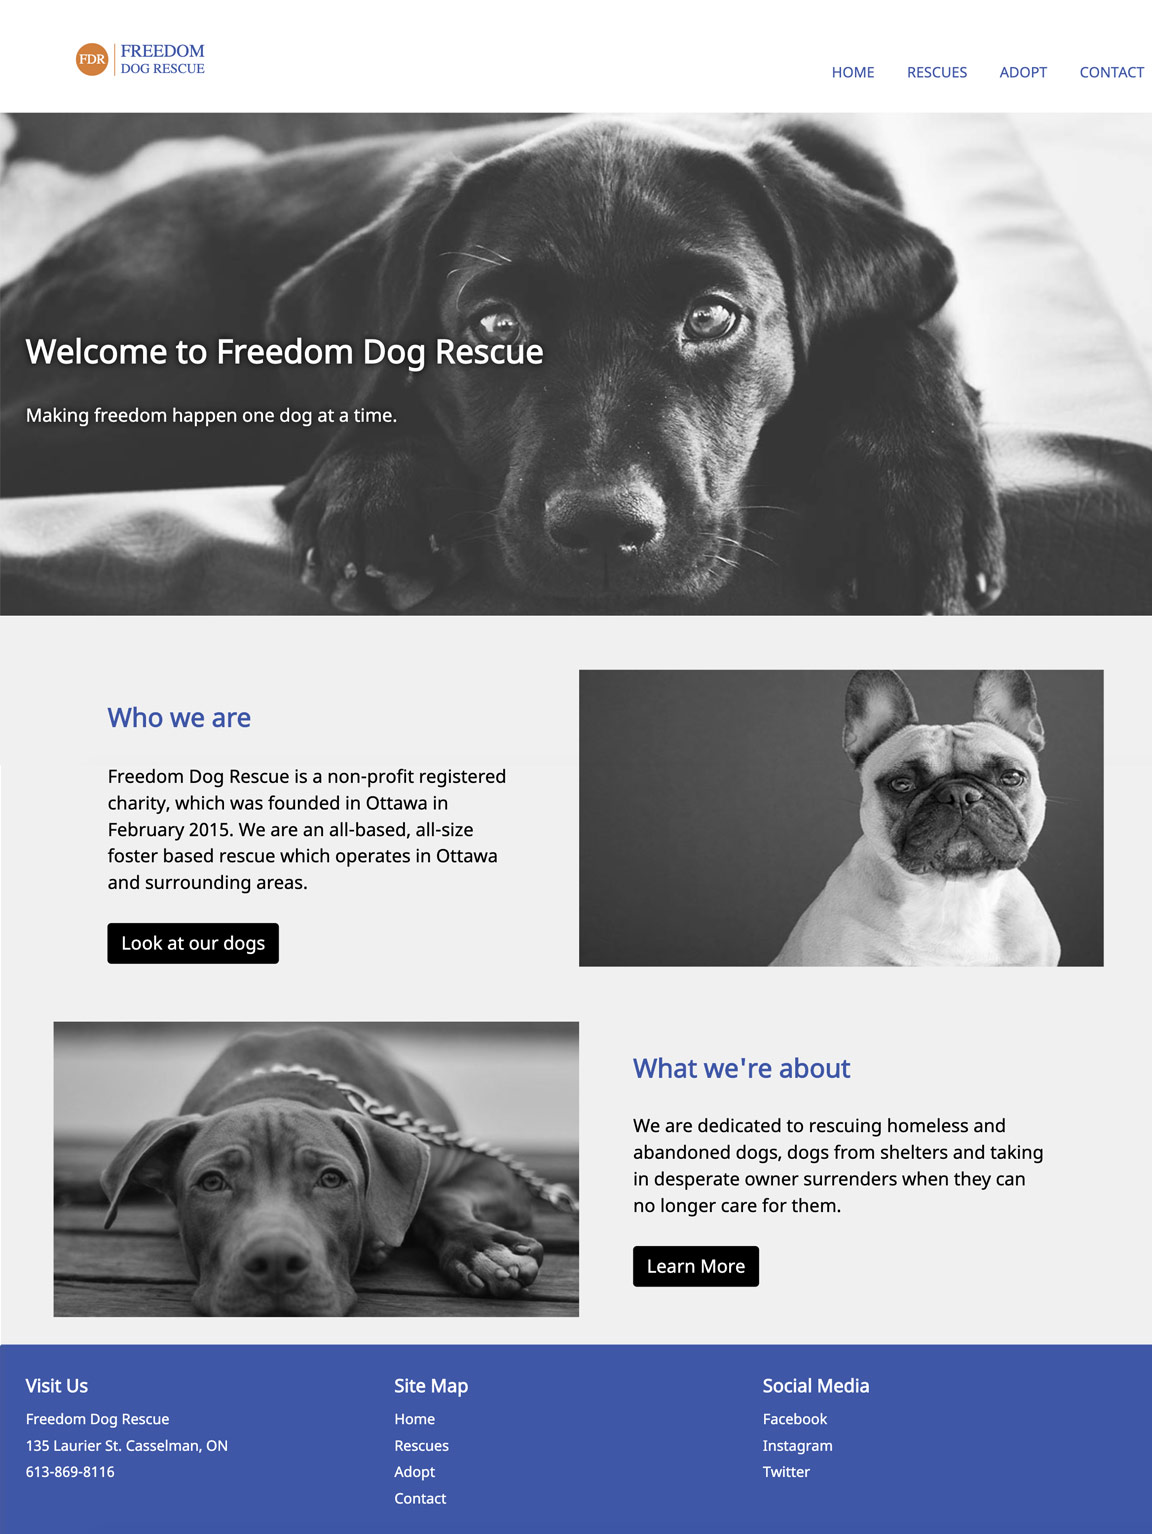 FDR
FREEDOM
DOG RESCUE
HOME RESCUES ADOPT CONTACT
Welcome to Freedom Dog Rescue
Making freedom happen one dog at a time.
Who we are
Freedom Dog Rescue is a non-profit registered
charity, which was founded in Ottawa in
February 2015. We are an all-based, all-size
foster based rescue which operates in Ottawa
and surrounding areas.
Look at our dogs
What we're about
We are dedicated to rescuing homeless and
abandoned dogs, dogs from shelters and taking
in desperate owner surrenders when they can
no longer care for them.
Learn More
Visit Us
Freedom Dog Rescue
135 Laurier St. Casselman, ON
613-869-8116
Site Map
Home
Rescues
Adopt
Contact
Social Media
Facebook
Instagram
Twitter